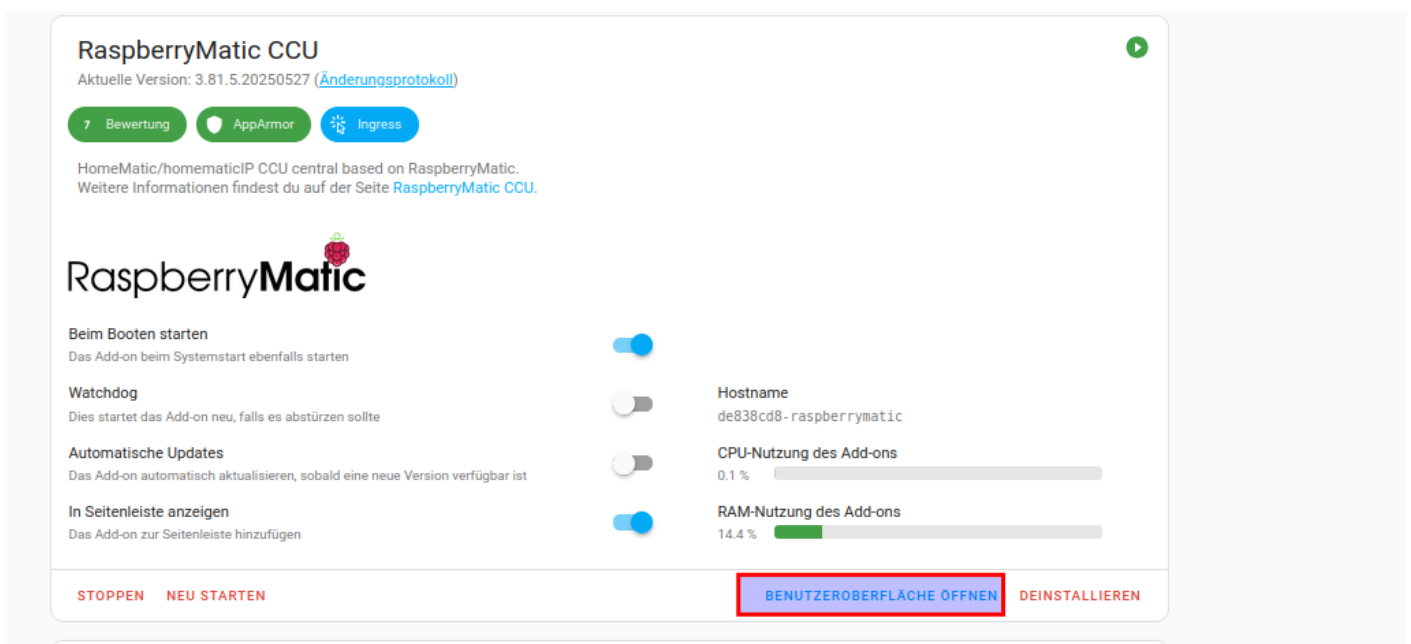 RaspberryMatic CCU
Aktuelle Version: 3.81.5.20250527 (Änderungsprotokoll)
7 Bewertung AppArmor Ingress
HomeMatic/homematicIP CCU central based on RaspberryMatic.
Weitere Informationen findest du auf der Seite RaspberryMatic CCU.
RaspberryMatic
Beim Booten starten
Das Add-on beim Systemstart ebenfalls starten
Watchdog
Dies startet das Add-on neu, falls es abstürzen sollte
Hostname
de838cd8-raspberrymatic
Automatische Updates
Das Add-on automatisch aktualisieren, sobald eine neue Version verfügbar ist
CPU-Nutzung des Add-ons
0.1 %
In Seitenleiste anzeigen
Das Add-on zur Seitenleiste hinzufügen
RAM-Nutzung des Add-ons
14.4 %
STOPPEN NEU STARTEN BENUTZEROBERFLÄCHE ÖFFNEN DEINSTALLIEREN